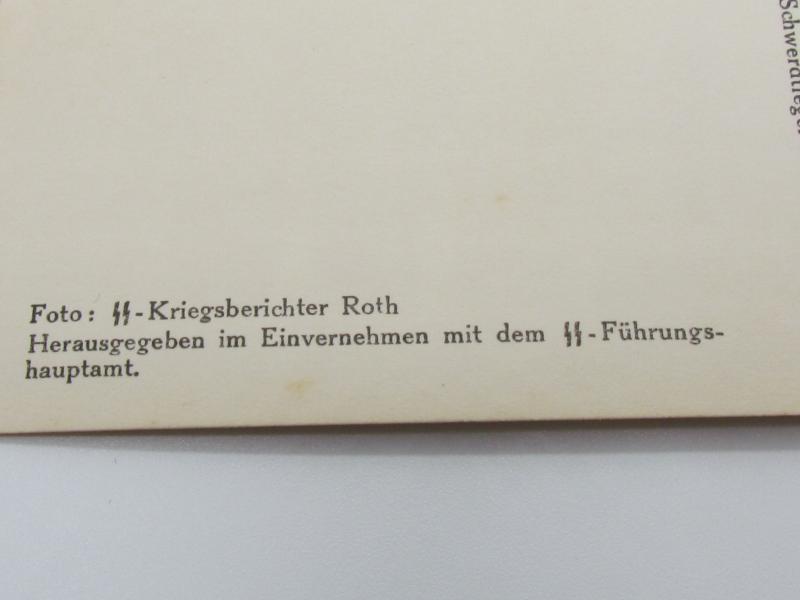 Foto: ᛋᛋ-Kriegsberichter Roth
Herausgegeben im Einvernehmen mit dem ᛋᛋ-Führungs-
hauptamt.